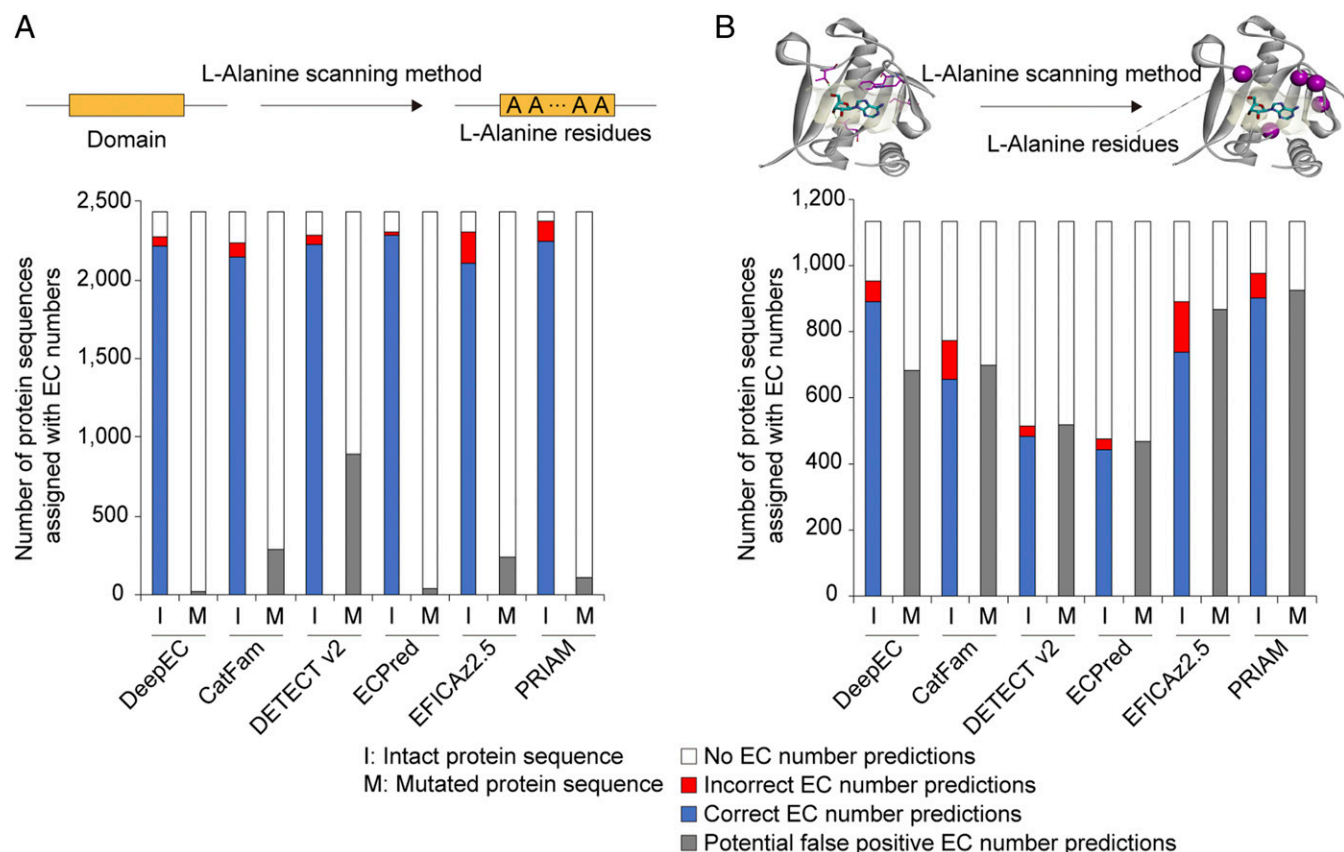 A
L-Alanine scanning method
Domain
A A ··· A A
L-Alanine residues
Number of protein sequences
assigned with EC numbers
2,500
2,000
1,500
1,000
500
0
I M I M I M I M I M I M
DeepEC
CatFam
DETECT v2
ECPred
EFICAz2.5
PRIAM
B
L-Alanine scanning method
L-Alanine residues
Number of protein sequences
assigned with EC numbers
1,200
1,000
800
600
400
200
0
I M I M I M I M I M I M
DeepEC
CatFam
DETECT v2
ECPred
EFICAz2.5
PRIAM
I: Intact protein sequence
M: Mutated protein sequence
No EC number predictions
Incorrect EC number predictions
Correct EC number predictions
Potential false positive EC number predictions